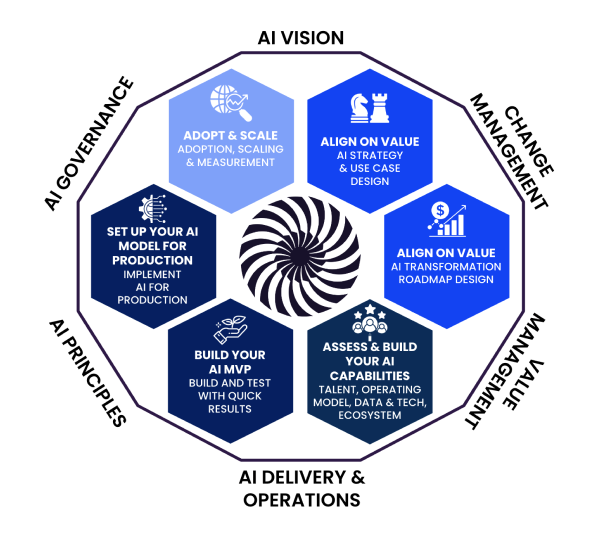 AI VISION
AI GOVERNANCE
CHANGE
MANAGEMENT
ADOPT & SCALE
ADOPTION, SCALING
& MEASUREMENT
ALIGN ON VALUE
AI STRATEGY
& USE CASE
DESIGN
SET UP YOUR AI
MODEL FOR
PRODUCTION
IMPLEMENT
AI FOR
PRODUCTION
$
ALIGN ON VALUE
AI TRANSFORMATION
ROADMAP DESIGN
BUILD YOUR
AI MVP
BUILD AND TEST
WITH QUICK
RESULTS
ASSESS & BUILD
YOUR AI
CAPABILITIES
TALENT, OPERATING
MODEL, DATA & TECH,
ECOSYSTEM
AI PRINCIPLES
VALUE
MANAGEMENT
AI DELIVERY &
OPERATIONS